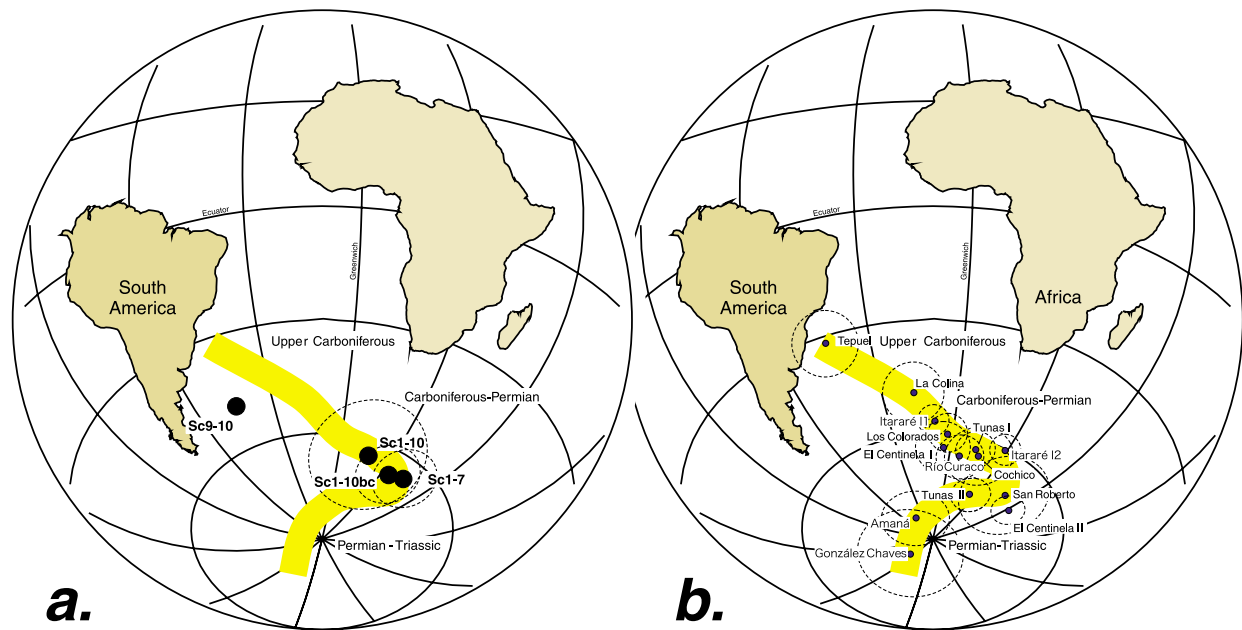 Ecuator
Greenwich
South
America
Upper Carboniferous
Carboniferous-Permian
Sc9-10
Sc1-10
Sc1-10bc
Sc1-7
Permian-Triassic
a.
Ecuator
Greenwich
South
America
Africa
Tepuel
Upper Carboniferous
La Colina
Carboniferous-Permian
Itararé I1
Tunas I
Los Colorados
El Centinela I
Itararé I2
Río Curaco
Cochico
Tunas II
San Roberto
Amaná
El Centinela II
Permian-Triassic
González Chaves
b.